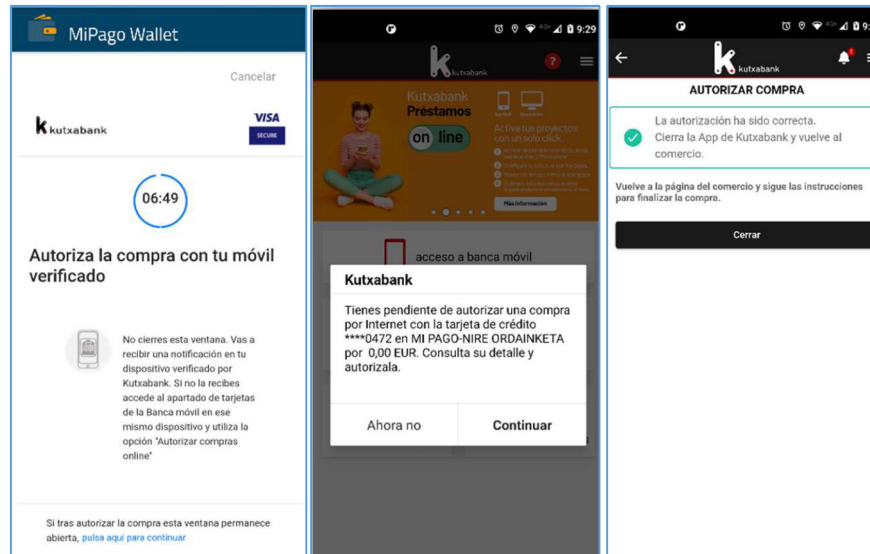 MiPago Wallet
Cancelar
kutxabank
VISA
SECURE
06:49
Autoriza la compra con tu móvil
verificado
No cierres esta ventana. Vas a
recibir una notificación en tu
dispositivo verificado por
Kutxabank. Si no la recibes
accede al apartado de tarjetas
de la Banca móvil en ese
mismo dispositivo y utiliza la
opción "Autorizar compras
online"
Si tras autorizar la compra esta ventana permanece
abierta, pulsa aquí para continuar
9:29
kutxabank
?
Kutxabank
Préstamos
on line
Activa tus proyectos
con un solo click.
Más información
acceso a banca móvil
Kutxabank
Tienes pendiente de autorizar una compra
por Internet con la tarjeta de crédito
****0472 en MI PAGO-NIRE ORDAINKETA
por 0,00 EUR. Consulta su detalle y
autorizala.
Ahora no
Continuar
kutxabank
AUTORIZAR COMPRA
La autorización ha sido correcta.
Cierra la App de Kutxabank y vuelve al
comercio.
Vuelve a la página del comercio y sigue las instrucciones
para finalizar la compra.
Cerrar